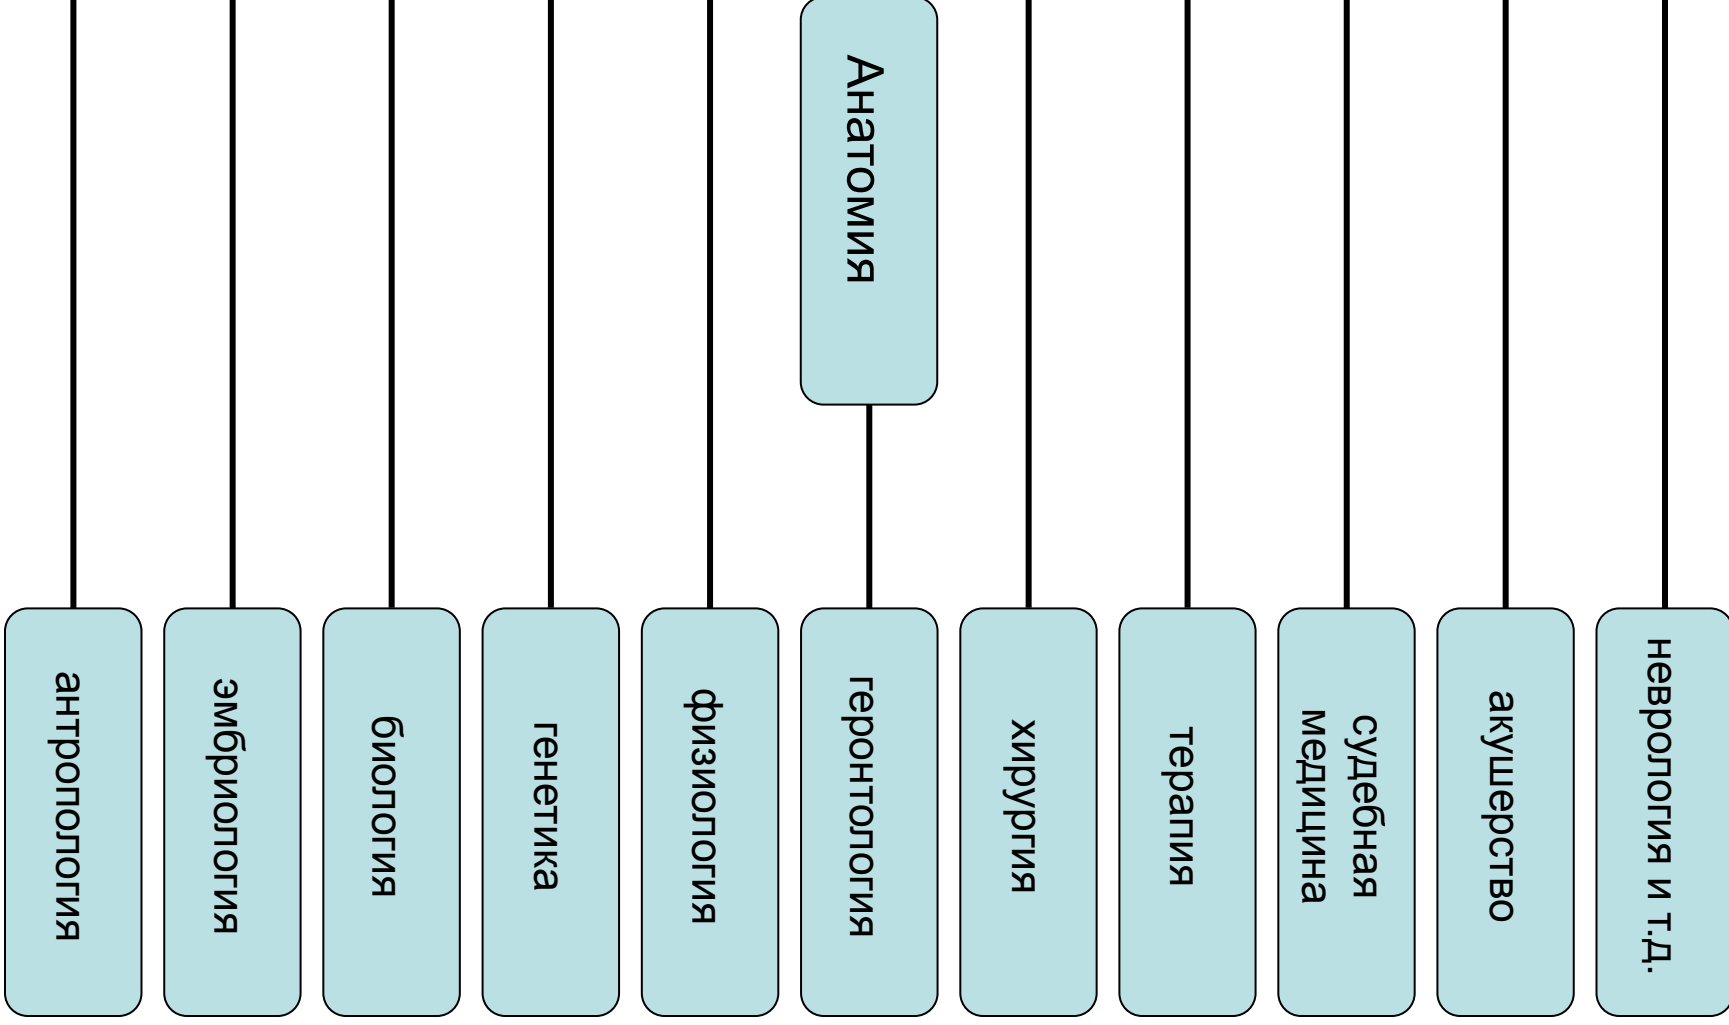 Анатомия
антропология
эмбриология
биология
генетика
физиология
геронтология
хирургия
терапия
судебная
медицина
акушерство
неврология и т.д.